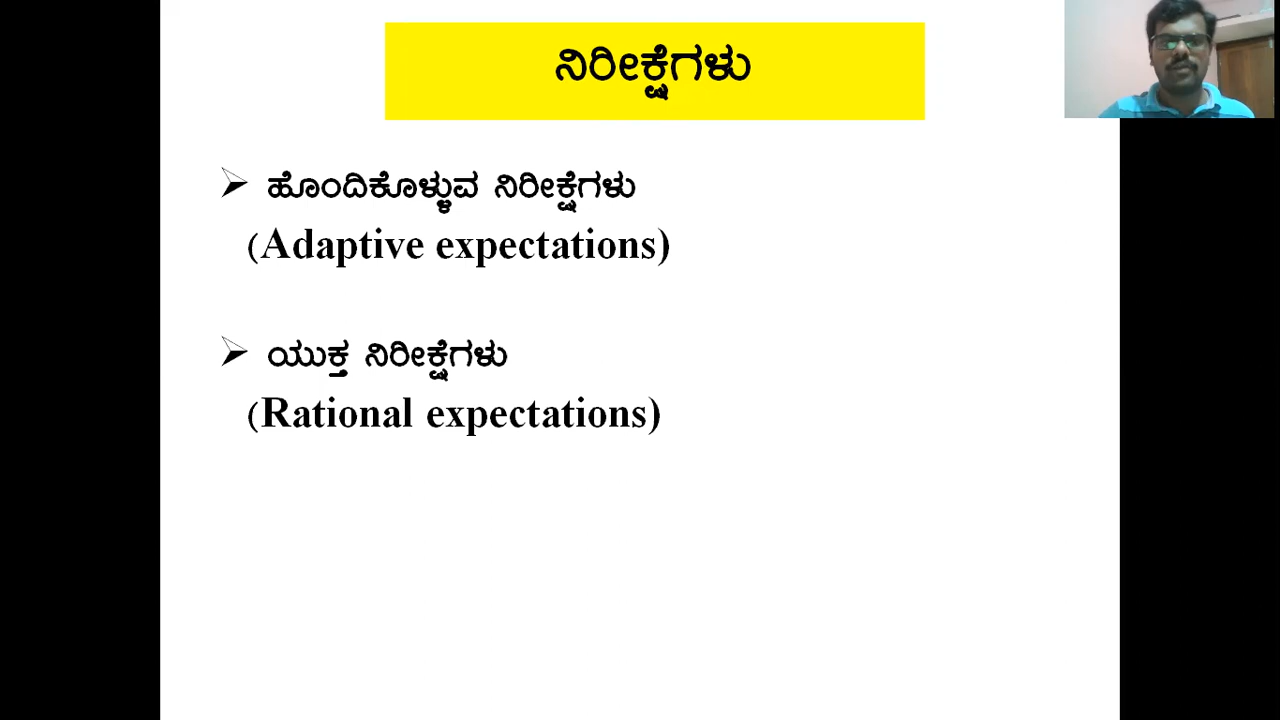 ನಿರೀಕ್ಷೆಗಳು
➢ ಹೊಂದಿಕೊಳ್ಳುವ ನಿರೀಕ್ಷೆಗಳು
(Adaptive expectations)
➢ ಯುಕ್ತ ನಿರೀಕ್ಷೆಗಳು
(Rational expectations)